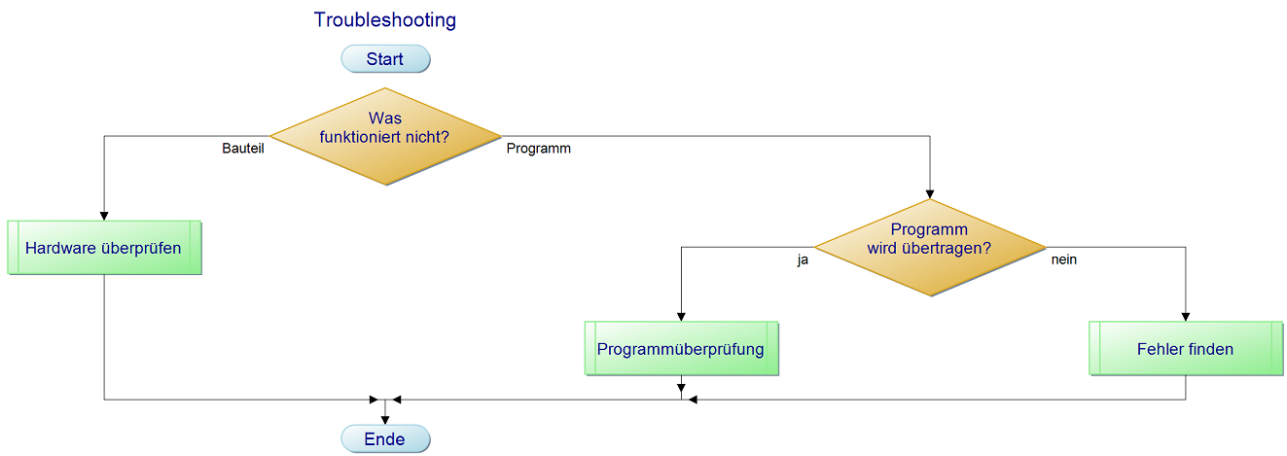 Troubleshooting
Start
Was
funktioniert nicht?
Bauteil
Programm
Hardware überprüfen
Programm
wird übertragen?
ja
nein
Programmüberprüfung
Fehler finden
Ende